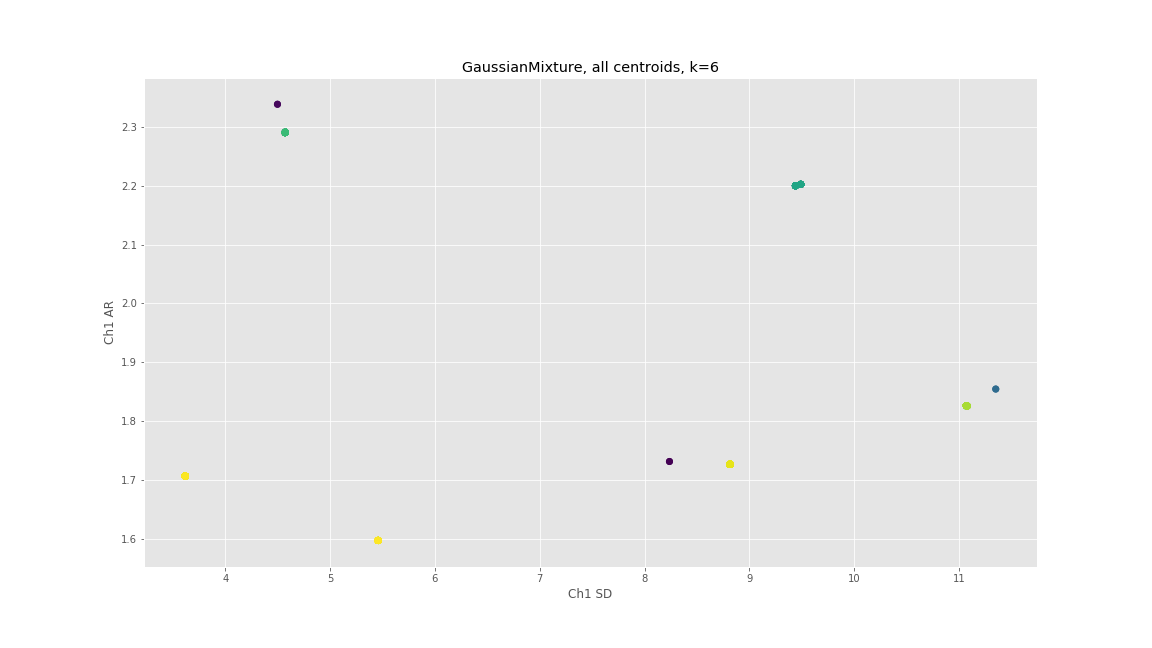 GaussianMixture, all centroids, k=6
2.3
2.2
2.1
2.0
1.9
1.8
1.7
1.6
Ch1 AR
4 5 6 7 8 9 10 11
Ch1 SD